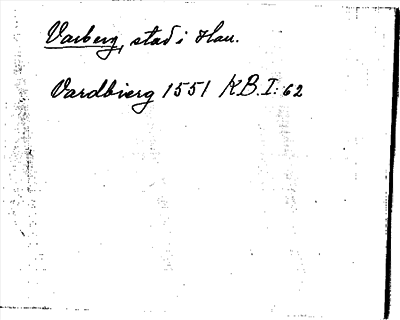 Varberg, stad i Hall.
Vardbierg 1551 KB. I: 62